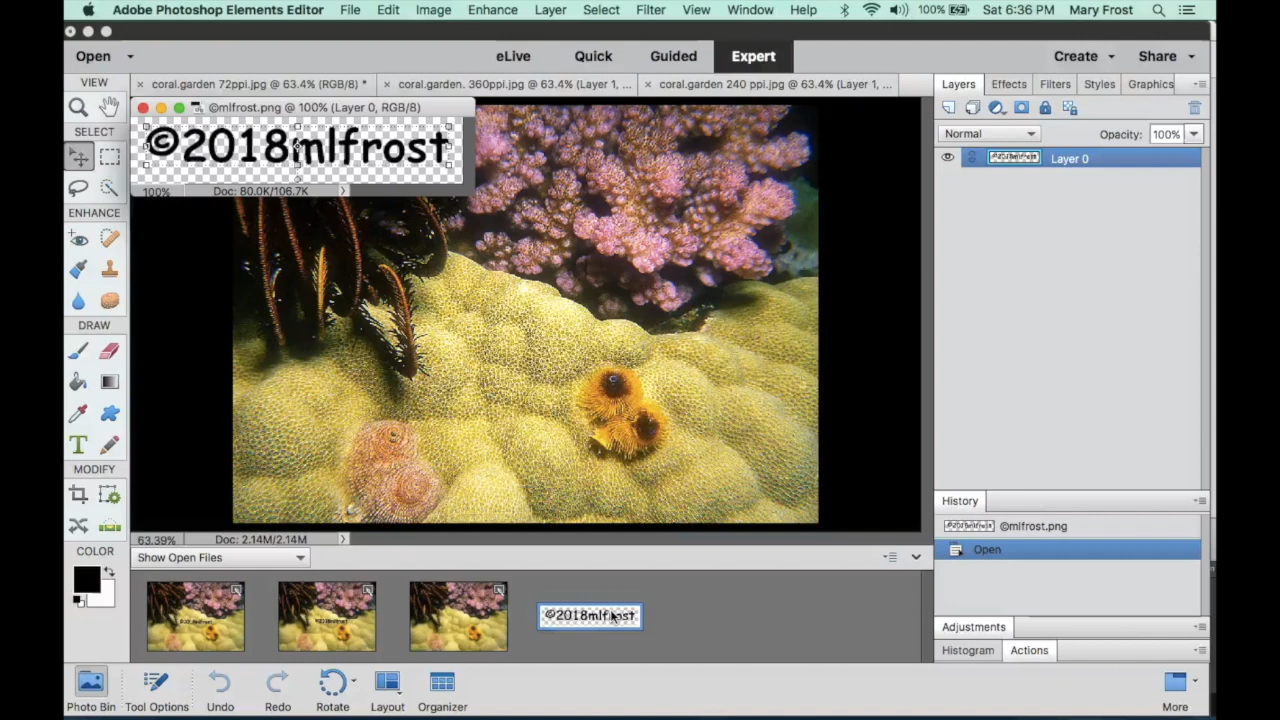 Adobe Photoshop Elements Editor File Edit Image Enhance Layer Select Filter View Window Help 100% Sat 6:36 PM Mary Frost
Open eLive Quick Guided Expert Create Share
VIEW × coral.garden 72ppi.jpg @ 63.4% (RGB/8) * × coral.garden. 360ppi.jpg @ 63.4% (Layer 1, ... × coral.garden 240 ppi.jpg @ 63.4% (Layer 1, ... Layers Effects Filters Styles Graphics
©mlfrost.png @ 100% (Layer 0, RGB/8)
SELECT Normal Opacity: 100%
©2018mlfrost
©2018mlfrost Layer 0
100% Doc: 80.0K/106.7K
ENHANCE
DRAW
T
MODIFY
History
©2018mlfrost ©mlfrost.png
63.39% Doc: 2.14M/2.14M
COLOR Show Open Files Open
©2018mlfrost
Adjustments
Histogram Actions
Photo Bin Tool Options Undo Redo Rotate Layout Organizer More